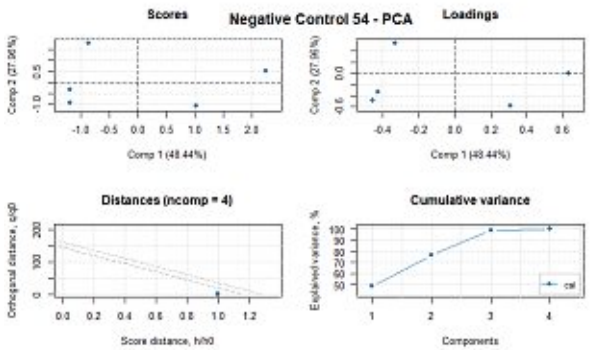 Negative Control 54 - PCA
Scores
Comp 2 (27.96%)
0.5
-1.0
-1.0 -0.5 0.0 0.5 1.0 1.5 2.0
Comp 1 (48.44%)
Loadings
Comp 2 (27.96%)
0.0
-0.6
-0.4 -0.2 0.0 0.2 0.4 0.6
Comp 1 (48.44%)
Distances (ncomp = 4)
Orthogonal distance, q/q0
200
100
0
0.0 0.2 0.4 0.6 0.8 1.0 1.2
Score distance, h/h0
Cumulative variance
Explained variance, %
100
90
80
70
60
50
cal
1 2 3 4
Components